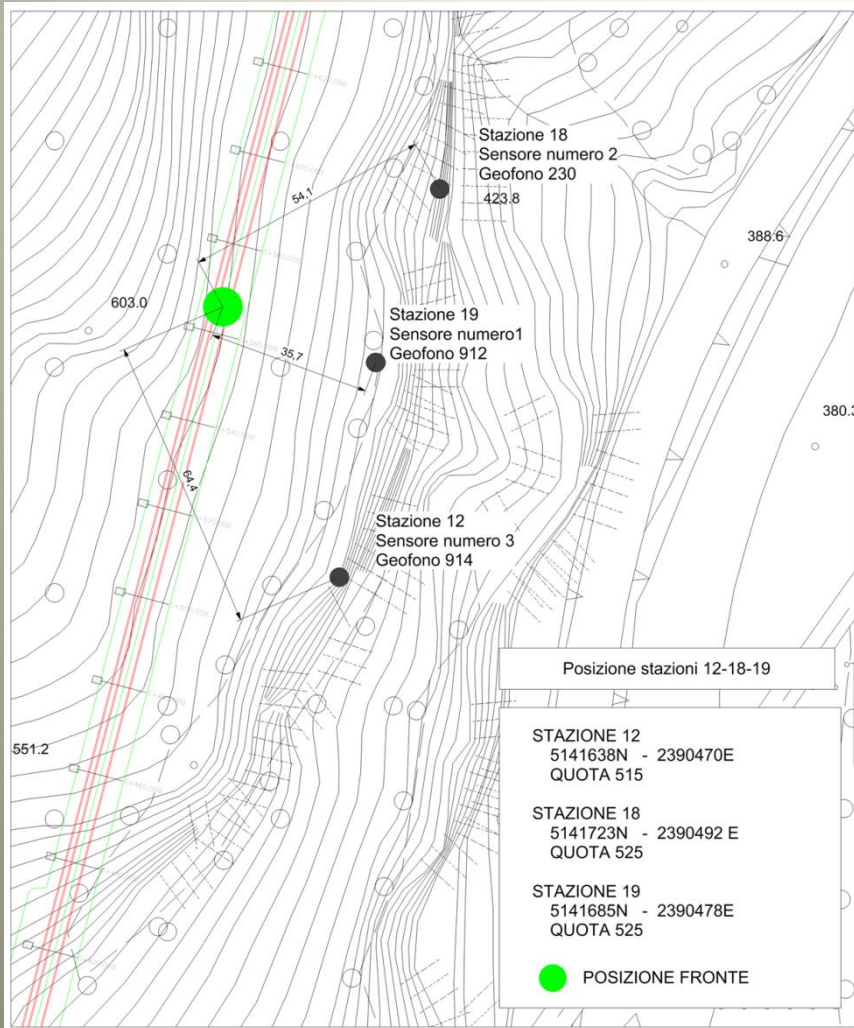 Stazione 18
Sensore numero 2
Geofono 230
423.8
388.6
54,1
603.0
Stazione 19
Sensore numero1
Geofono 912
35,7
380.3
64,4
Stazione 12
Sensore numero 3
Geofono 914
551.2
Posizione stazioni 12-18-19
STAZIONE 12
5141638N - 2390470E
QUOTA 515
STAZIONE 18
5141723N - 2390492 E
QUOTA 525
STAZIONE 19
5141685N - 2390478E
QUOTA 525
POSIZIONE FRONTE